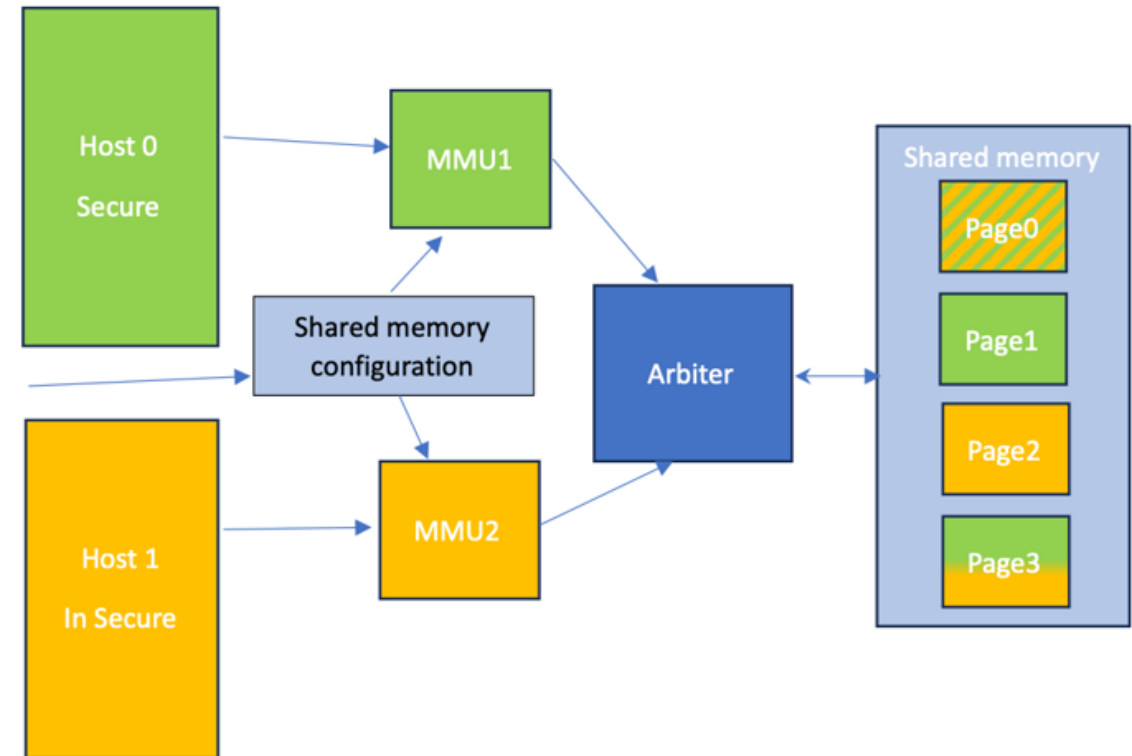 Host 0
Secure
MMU1
Shared memory
configuration
Host 1
In Secure
MMU2
Arbiter
Shared memory
Page0
Page1
Page2
Page3